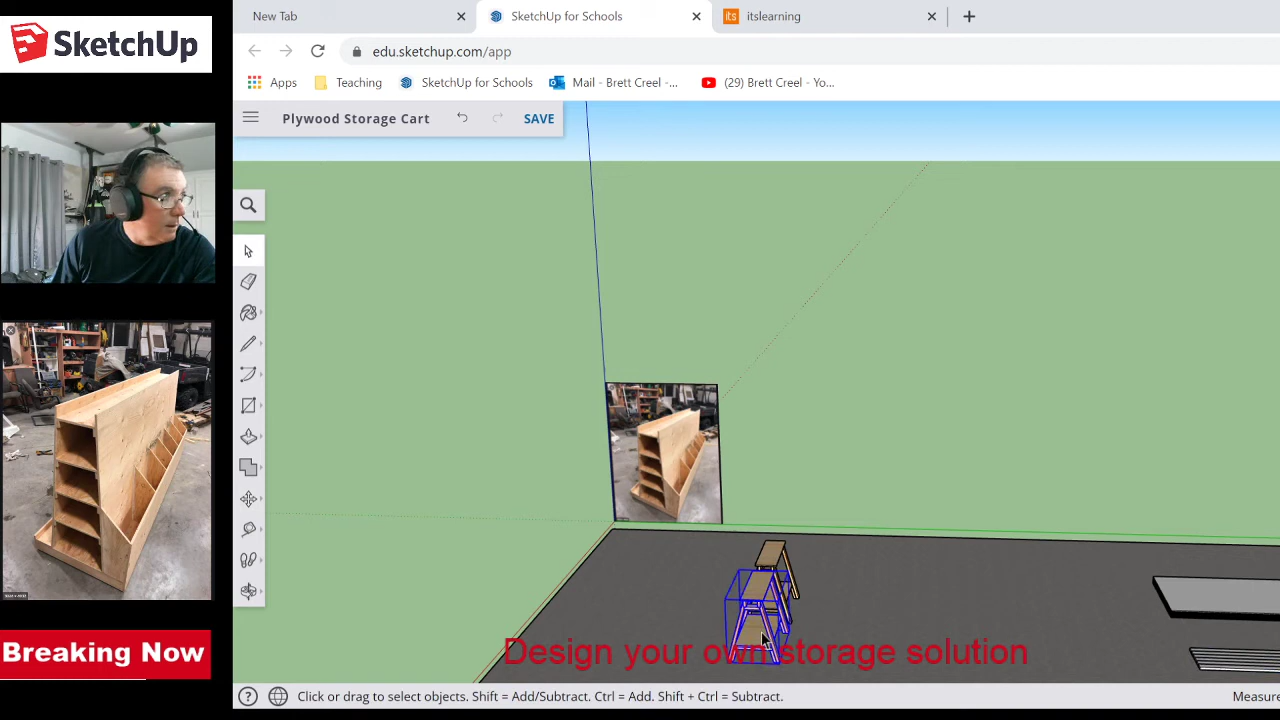 SketchUp
New Tab
SketchUp for Schools
its itslearning
edu.sketchup.com/app
Apps
Teaching
SketchUp for Schools
Mail - Brett Creel -...
(29) Brett Creel - Yo...
Plywood Storage Cart
SAVE
Breaking Now
Design your own storage solution
Click or drag to select objects. Shift = Add/Subtract. Ctrl = Add. Shift + Ctrl = Subtract.
Measure